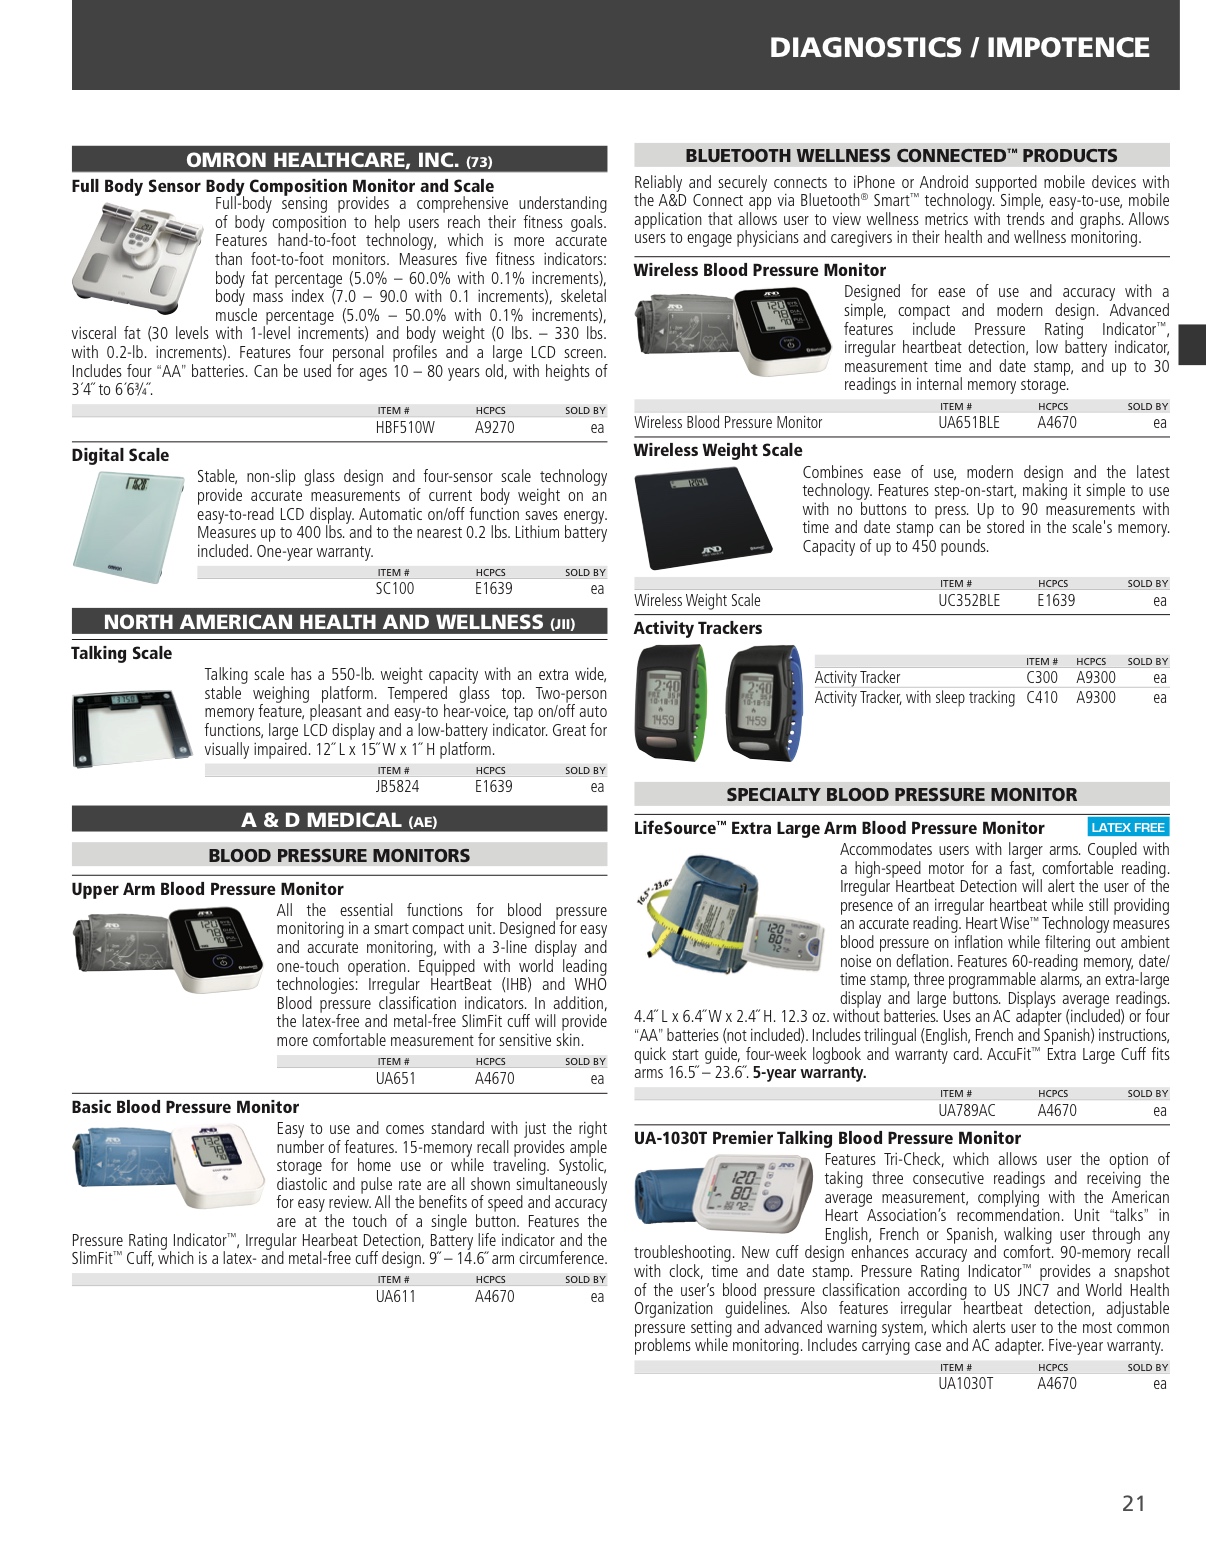 DIAGNOSTICS / IMPOTENCE
OMRON HEALTHCARE, INC. (73)
Full Body Sensor Body Composition Monitor and Scale
Full-body sensing provides a comprehensive understanding
of body composition to help users reach their fitness goals.
Features hand-to-foot technology, which is more accurate
than foot-to-foot monitors. Measures five fitness indicators:
body fat percentage (5.0% – 60.0% with 0.1% increments),
body mass index (7.0 – 90.0 with 0.1 increments), skeletal
muscle percentage (5.0% – 50.0% with 0.1% increments),
visceral fat (30 levels with 1-level increments) and body weight (0 lbs. – 330 lbs.
with 0.2-lb. increments). Features four personal profiles and a large LCD screen.
Includes four “AA” batteries. Can be used for ages 10 – 80 years old, with heights of
3´4˝ to 6´6¾˝.
ITEM # HCPCS SOLD BY
HBF510W A9270 ea
Digital Scale
Stable, non-slip glass design and four-sensor scale technology
provide accurate measurements of current body weight on an
easy-to-read LCD display. Automatic on/off function saves energy.
Measures up to 400 lbs. and to the nearest 0.2 lbs. Lithium battery
included. One-year warranty.
ITEM # HCPCS SOLD BY
SC100 E1639 ea
NORTH AMERICAN HEALTH AND WELLNESS (JII)
Talking Scale
Talking scale has a 550-lb. weight capacity with an extra wide,
stable weighing platform. Tempered glass top. Two-person
memory feature, pleasant and easy-to hear-voice, tap on/off auto
functions, large LCD display and a low-battery indicator. Great for
visually impaired. 12˝ L x 15˝ W x 1˝ H platform.
ITEM # HCPCS SOLD BY
JB5824 E1639 ea
A & D MEDICAL (AE)
BLOOD PRESSURE MONITORS
Upper Arm Blood Pressure Monitor
All the essential functions for blood pressure
monitoring in a smart compact unit. Designed for easy
and accurate monitoring, with a 3-line display and
one-touch operation. Equipped with world leading
technologies: Irregular HeartBeat (IHB) and WHO
Blood pressure classification indicators. In addition,
the latex-free and metal-free SlimFit cuff will provide
more comfortable measurement for sensitive skin.
ITEM # HCPCS SOLD BY
UA651 A4670 ea
Basic Blood Pressure Monitor
Easy to use and comes standard with just the right
number of features. 15-memory recall provides ample
storage for home use or while traveling. Systolic,
diastolic and pulse rate are all shown simultaneously
for easy review. All the benefits of speed and accuracy
are at the touch of a single button. Features the
Pressure Rating Indicator™, Irregular Hearbeat Detection, Battery life indicator and the
SlimFit™ Cuff, which is a latex- and metal-free cuff design. 9˝ – 14.6˝ arm circumference.
ITEM # HCPCS SOLD BY
UA611 A4670 ea
BLUETOOTH WELLNESS CONNECTED™ PRODUCTS
Reliably and securely connects to iPhone or Android supported mobile devices with
the A&D Connect app via Bluetooth® Smart™ technology. Simple, easy-to-use, mobile
application that allows user to view wellness metrics with trends and graphs. Allows
users to engage physicians and caregivers in their health and wellness monitoring.
Wireless Blood Pressure Monitor
Designed for ease of use and accuracy with a
simple, compact and modern design. Advanced
features include Pressure Rating Indicator™,
irregular heartbeat detection, low battery indicator,
measurement time and date stamp, and up to 30
readings in internal memory storage.
ITEM # HCPCS SOLD BY
Wireless Blood Pressure Monitor UA651BLE A4670 ea
Wireless Weight Scale
Combines ease of use, modern design and the latest
technology. Features step-on-start, making it simple to use
with no buttons to press. Up to 90 measurements with
time and date stamp can be stored in the scale's memory.
Capacity of up to 450 pounds.
ITEM # HCPCS SOLD BY
Wireless Weight Scale UC352BLE E1639 ea
Activity Trackers
ITEM # HCPCS SOLD BY
Activity Tracker C300 A9300 ea
Activity Tracker, with sleep tracking C410 A9300 ea
SPECIALTY BLOOD PRESSURE MONITOR
LifeSource™ Extra Large Arm Blood Pressure Monitor LATEX FREE
16.5˝ - 23.6˝
Accommodates users with larger arms. Coupled with
a high-speed motor for a fast, comfortable reading.
Irregular Heartbeat Detection will alert the user of the
presence of an irregular heartbeat while still providing
an accurate reading. Heart Wise™ Technology measures
blood pressure on inflation while filtering out ambient
noise on deflation. Features 60-reading memory, date/
time stamp, three programmable alarms, an extra-large
display and large buttons. Displays average readings.
4.4˝ L x 6.4˝ W x 2.4˝ H. 12.3 oz. without batteries. Uses an AC adapter (included) or four
“AA” batteries (not included). Includes trilingual (English, French and Spanish) instructions,
quick start guide, four-week logbook and warranty card. AccuFit™ Extra Large Cuff fits
arms 16.5˝ – 23.6˝. 5-year warranty.
ITEM # HCPCS SOLD BY
UA789AC A4670 ea
UA-1030T Premier Talking Blood Pressure Monitor
Features Tri-Check, which allows user the option of
taking three consecutive readings and receiving the
average measurement, complying with the American
Heart Association’s recommendation. Unit “talks” in
English, French or Spanish, walking user through any
troubleshooting. New cuff design enhances accuracy and comfort. 90-memory recall
with clock, time and date stamp. Pressure Rating Indicator™ provides a snapshot
of the user’s blood pressure classification according to US JNC7 and World Health
Organization guidelines. Also features irregular heartbeat detection, adjustable
pressure setting and advanced warning system, which alerts user to the most common
problems while monitoring. Includes carrying case and AC adapter. Five-year warranty.
ITEM # HCPCS SOLD BY
UA1030T A4670 ea
21